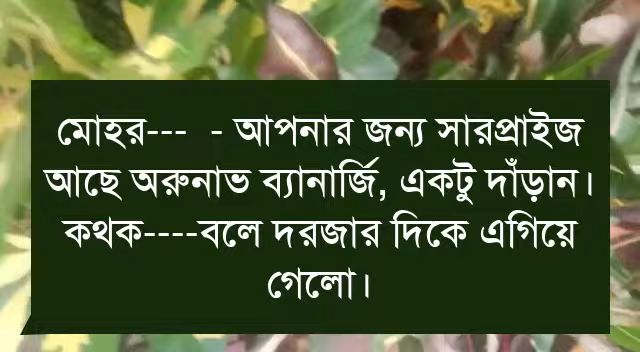 মোহর---  - আপনার জন্য সারপ্রাইজ
আছে অরুনাভ ব্যানার্জি, একটু দাঁড়ান।
কথক----বলে দরজার দিকে এগিয়ে
গেলো।